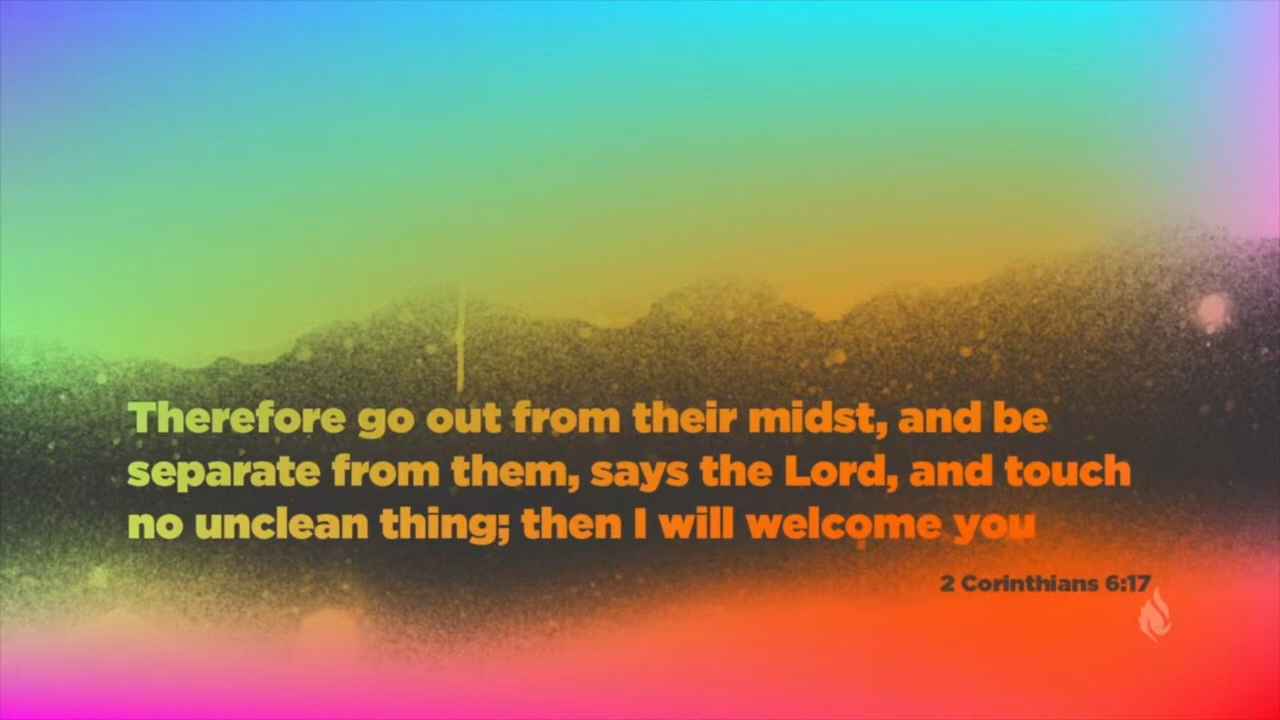 Therefore go out from their midst, and be
separate from them, says the Lord, and touch
no unclean thing; then I will welcome you
2 Corinthians 6:17